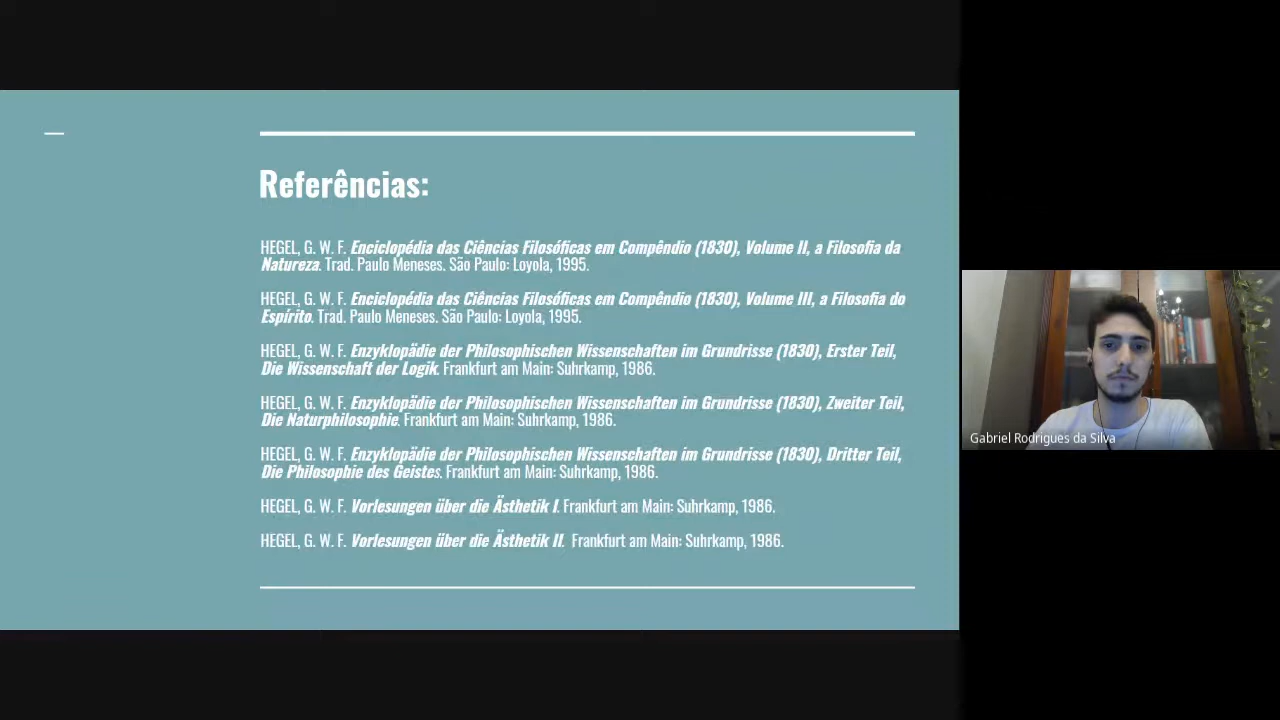 Referências:
HEGEL, G. W. F. Enciclopédia das Ciências Filosóficas em Compêndio (1830), Volume II, a Filosofia da
Natureza. Trad. Paulo Meneses. São Paulo: Loyola, 1995.
HEGEL, G. W. F. Enciclopédia das Ciências Filosóficas em Compêndio (1830), Volume III, a Filosofia do
Espírito. Trad. Paulo Meneses. São Paulo: Loyola, 1995.
HEGEL, G. W. F. Enzyklopädie der Philosophischen Wissenschaften im Grundrisse (1830), Erster Teil,
Die Wissenschaft der Logik. Frankfurt am Main: Suhrkamp, 1986.
HEGEL, G. W. F. Enzyklopädie der Philosophischen Wissenschaften im Grundrisse (1830), Zweiter Teil,
Die Naturphilosophie. Frankfurt am Main: Suhrkamp, 1986.
HEGEL, G. W. F. Enzyklopädie der Philosophischen Wissenschaften im Grundrisse (1830), Dritter Teil,
Die Philosophie des Geistes. Frankfurt am Main: Suhrkamp, 1986.
HEGEL, G. W. F. Vorlesungen über die Ästhetik I. Frankfurt am Main: Suhrkamp, 1986.
HEGEL, G. W. F. Vorlesungen über die Ästhetik II. Frankfurt am Main: Suhrkamp, 1986.
Gabriel Rodrigues da Silva